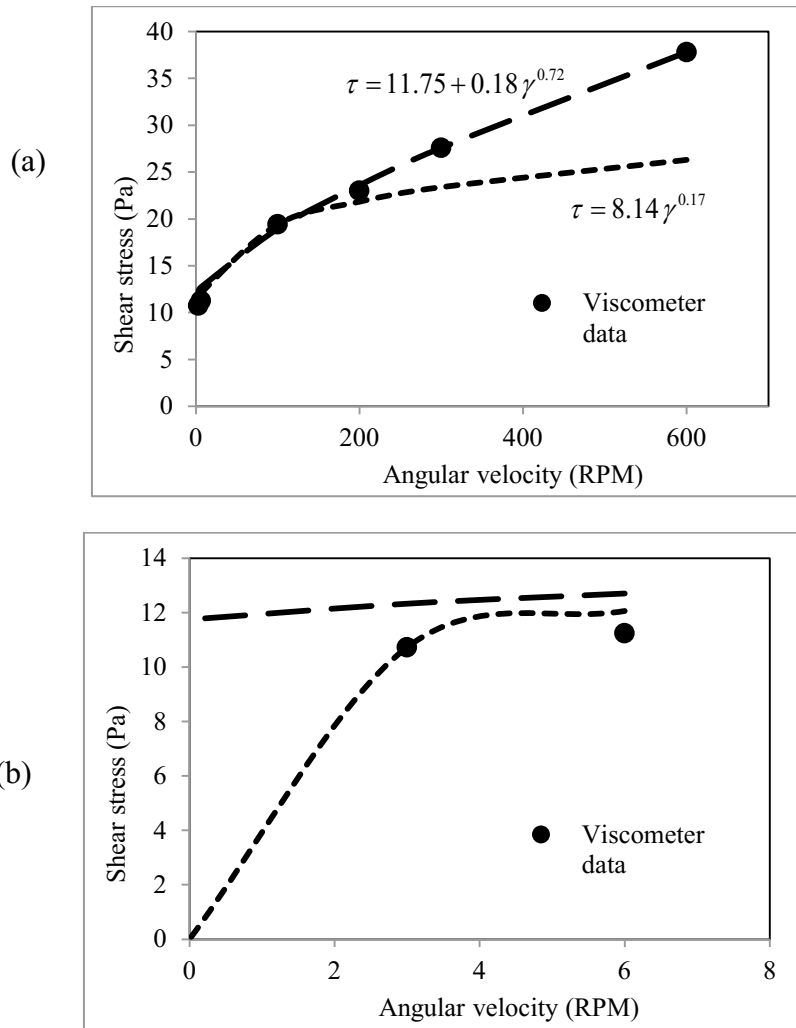 (a)
40
35
30
25
20
15
10
5
0
Shear stress (Pa)
τ = 11.75 + 0.18 γ^0.72
τ = 8.14 γ^0.17
Viscometer
data
0 200 400 600
Angular velocity (RPM)
(b)
14
12
10
8
6
4
2
0
Shear stress (Pa)
Viscometer
data
0 2 4 6 8
Angular velocity (RPM)